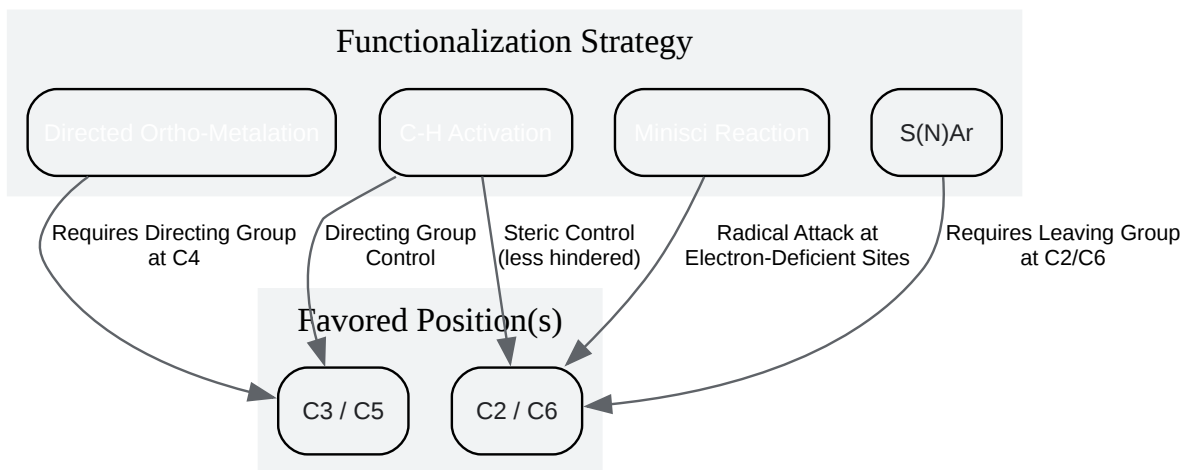 Functionalization Strategy
Directed Ortho-Metalation
C-H Activation
Minisci Reaction
S(N)Ar
Requires Directing Group
at C4
Directing Group
Control
Steric Control
(less hindered)
Radical Attack at
Electron-Deficient Sites
Requires Leaving Group
at C2/C6
Favored Position(s)
C3 / C5
C2 / C6